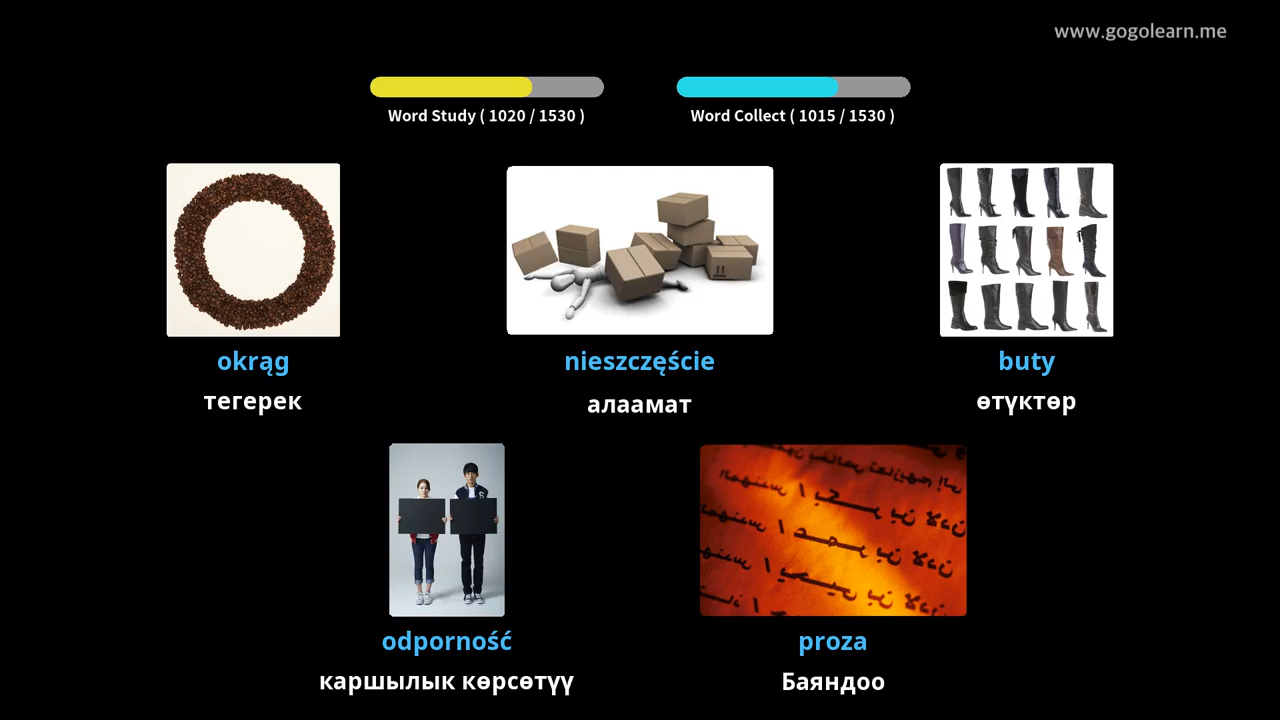 www.gogolearn.me
Word Study ( 1020 / 1530 )
Word Collect ( 1015 / 1530 )
okrąg
nieszczęście
buty
тегерек
алаамат
өтүктөр
odporność
proza
каршылык көрсөтүү
Баяндоо